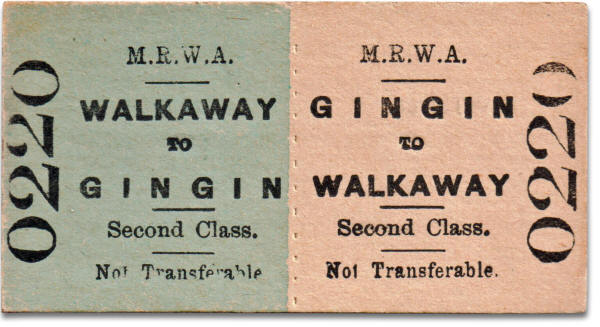 0220
M.R.W.A.
WALKAWAY
TO
GINGIN
Second Class.
Not Transferable
M.R.W.A.
GINGIN
TO
WALKAWAY
Second Class.
Not Transferable.
0220